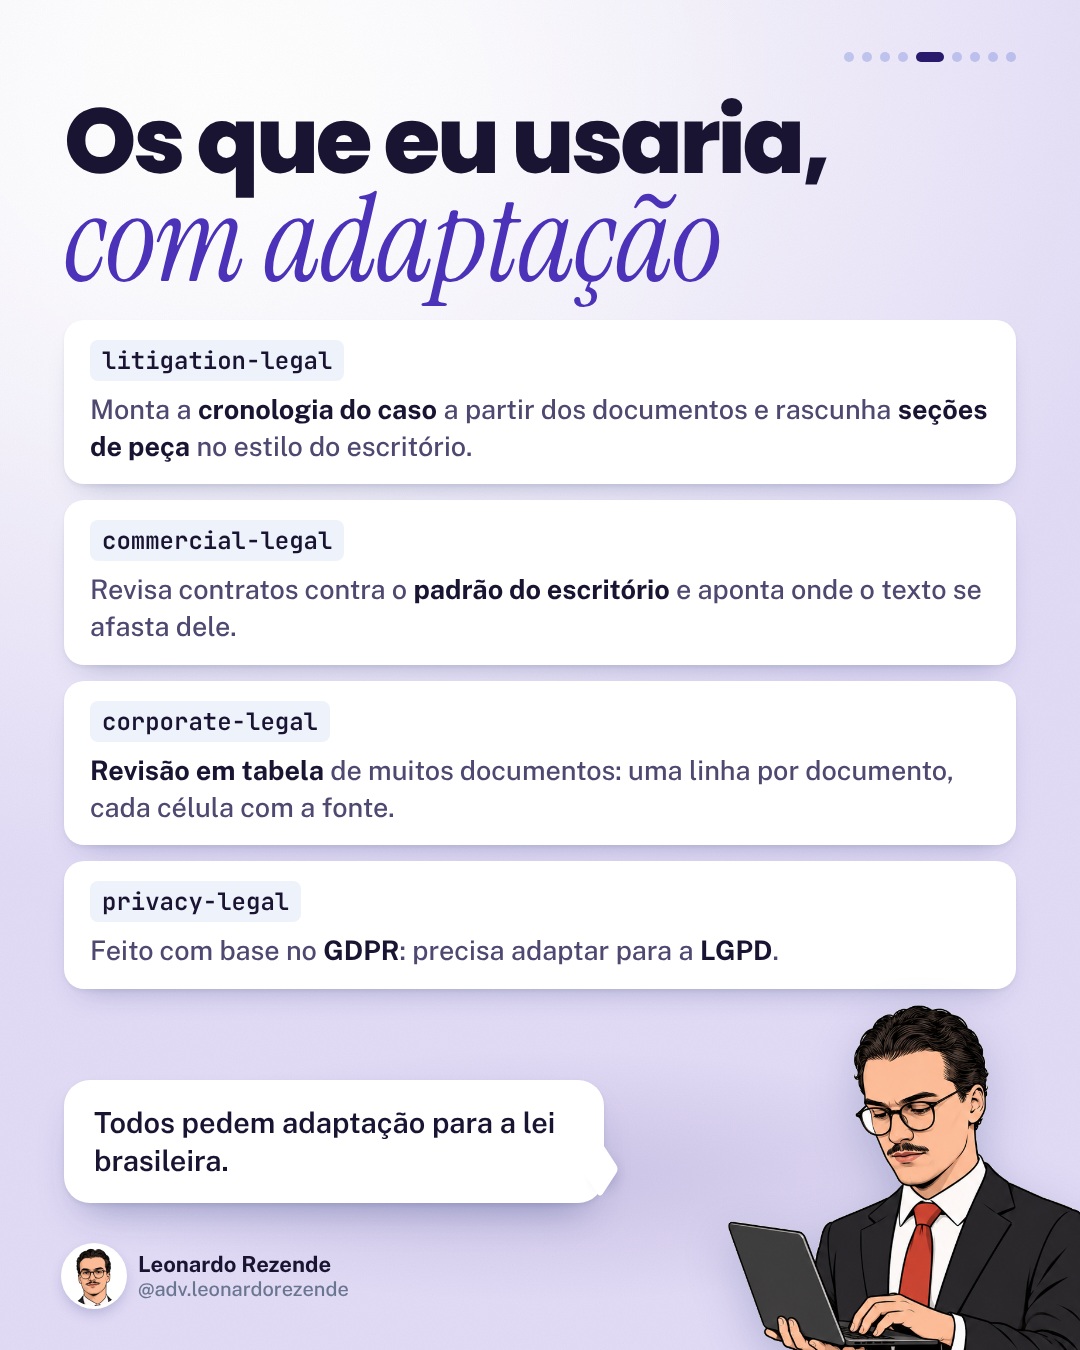 Os que eu usaria,
com adaptação
litigation-legal
Monta a cronologia do caso a partir dos documentos e rascunha seções
de peça no estilo do escritório.
commercial-legal
Revisa contratos contra o padrão do escritório e aponta onde o texto se
afasta dele.
corporate-legal
Revisão em tabela de muitos documentos: uma linha por documento,
cada célula com a fonte.
privacy-legal
Feito com base no GDPR: precisa adaptar para a LGPD.
Todos pedem adaptação para a lei
brasileira.
Leonardo Rezende
@adv.leonardorezende